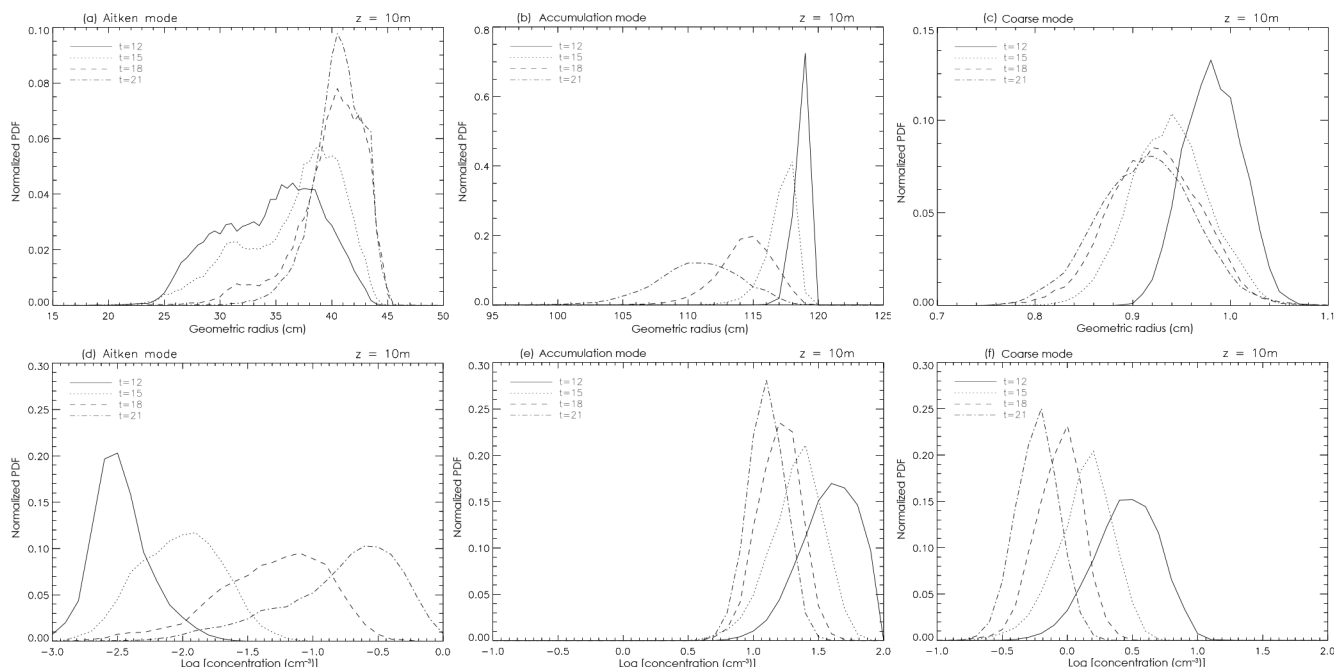 (a) Aitken mode z = 10m
t=12
t=15
t=18
t=21
Normalized PDF
0.10
0.08
0.06
0.04
0.02
0.00
15 20 25 30 35 40 45 50
Geometric radius (cm)
(b) Accumulation mode z = 10m
t=12
t=15
t=18
t=21
Normalized PDF
0.8
0.6
0.4
0.2
0.0
95 100 105 110 115 120 125
Geometric radius (cm)
(c) Coarse mode z = 10m
t=12
t=15
t=18
t=21
Normalized PDF
0.15
0.10
0.05
0.00
0.7 0.8 0.9 1.0 1.1
Geometric radius (cm)
(d) Aitken mode z = 10m
t=12
t=15
t=18
t=21
Normalized PDF
0.30
0.25
0.20
0.15
0.10
0.05
0.00
-3.0 -2.5 -2.0 -1.5 -1.0 -0.5 0.0
Log [concentration (cm⁻³)]
(e) Accumulation mode z = 10m
t=12
t=15
t=18
t=21
Normalized PDF
0.30
0.25
0.20
0.15
0.10
0.05
0.00
-1.0 -0.5 0.0 0.5 1.0 1.5 2.0
Log [concentration (cm⁻³)]
(f) Coarse mode z = 10m
t=12
t=15
t=18
t=21
Normalized PDF
0.30
0.25
0.20
0.15
0.10
0.05
0.00
-1.0 -0.5 0.0 0.5 1.0 1.5 2.0
Log [concentration (cm⁻³)]